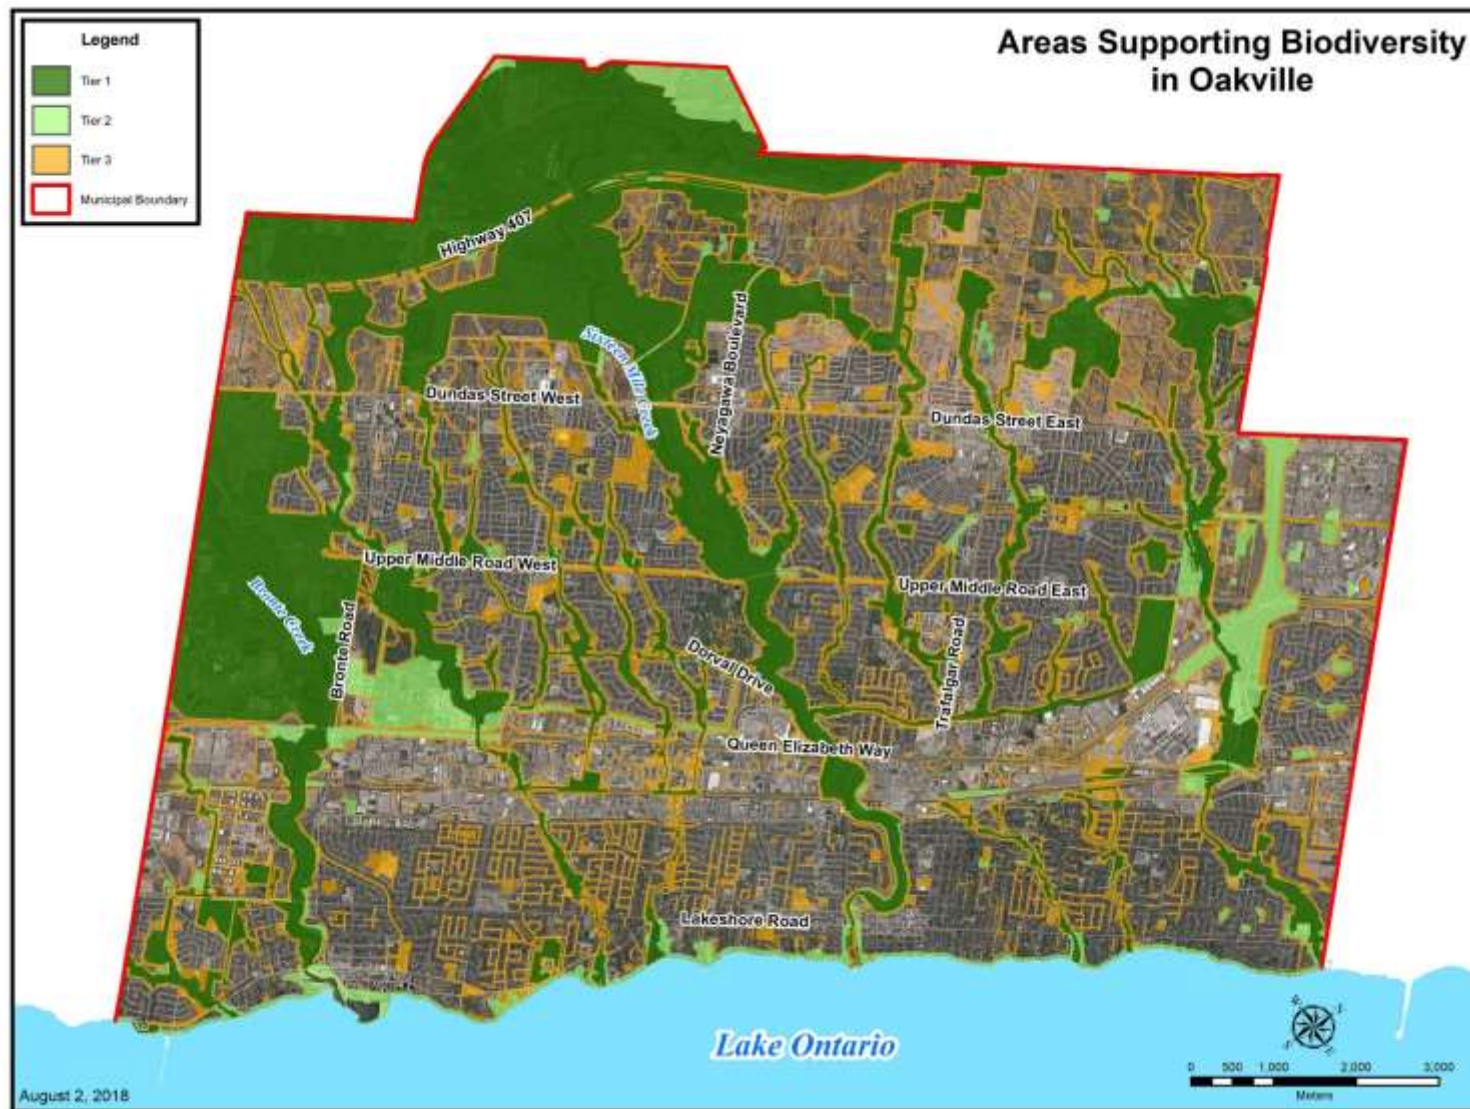 Legend
Tier 1
Tier 2
Tier 3
Municipal Boundary
Areas Supporting Biodiversity
in Oakville
Highway 407
Sixteen Mile Creek
Neyagawa Boulevard
Dundas Street West
Dundas Street East
Upper Middle Road West
Upper Middle Road East
Bronte Creek
Bronte Road
Dorval Drive
Trafalgar Road
Queen Elizabeth Way
Lakeshore Road
Lake Ontario
0 500 1,000 2,000 3,000
Meters
August 2, 2018